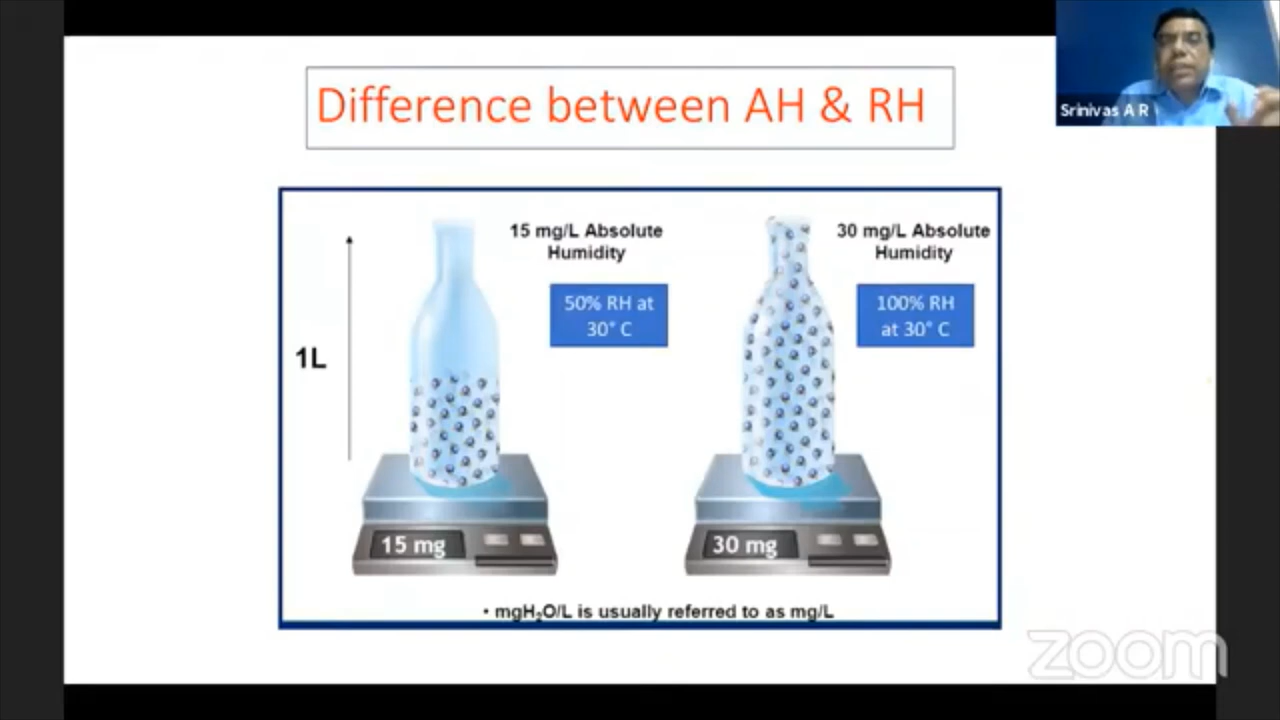 Difference between AH & RH
Srinivas A R
15 mg/L Absolute
Humidity
30 mg/L Absolute
Humidity
50% RH at
30° C
100% RH
at 30° C
1L
15 mg
30 mg
• mgH₂O/L is usually referred to as mg/L
zoom